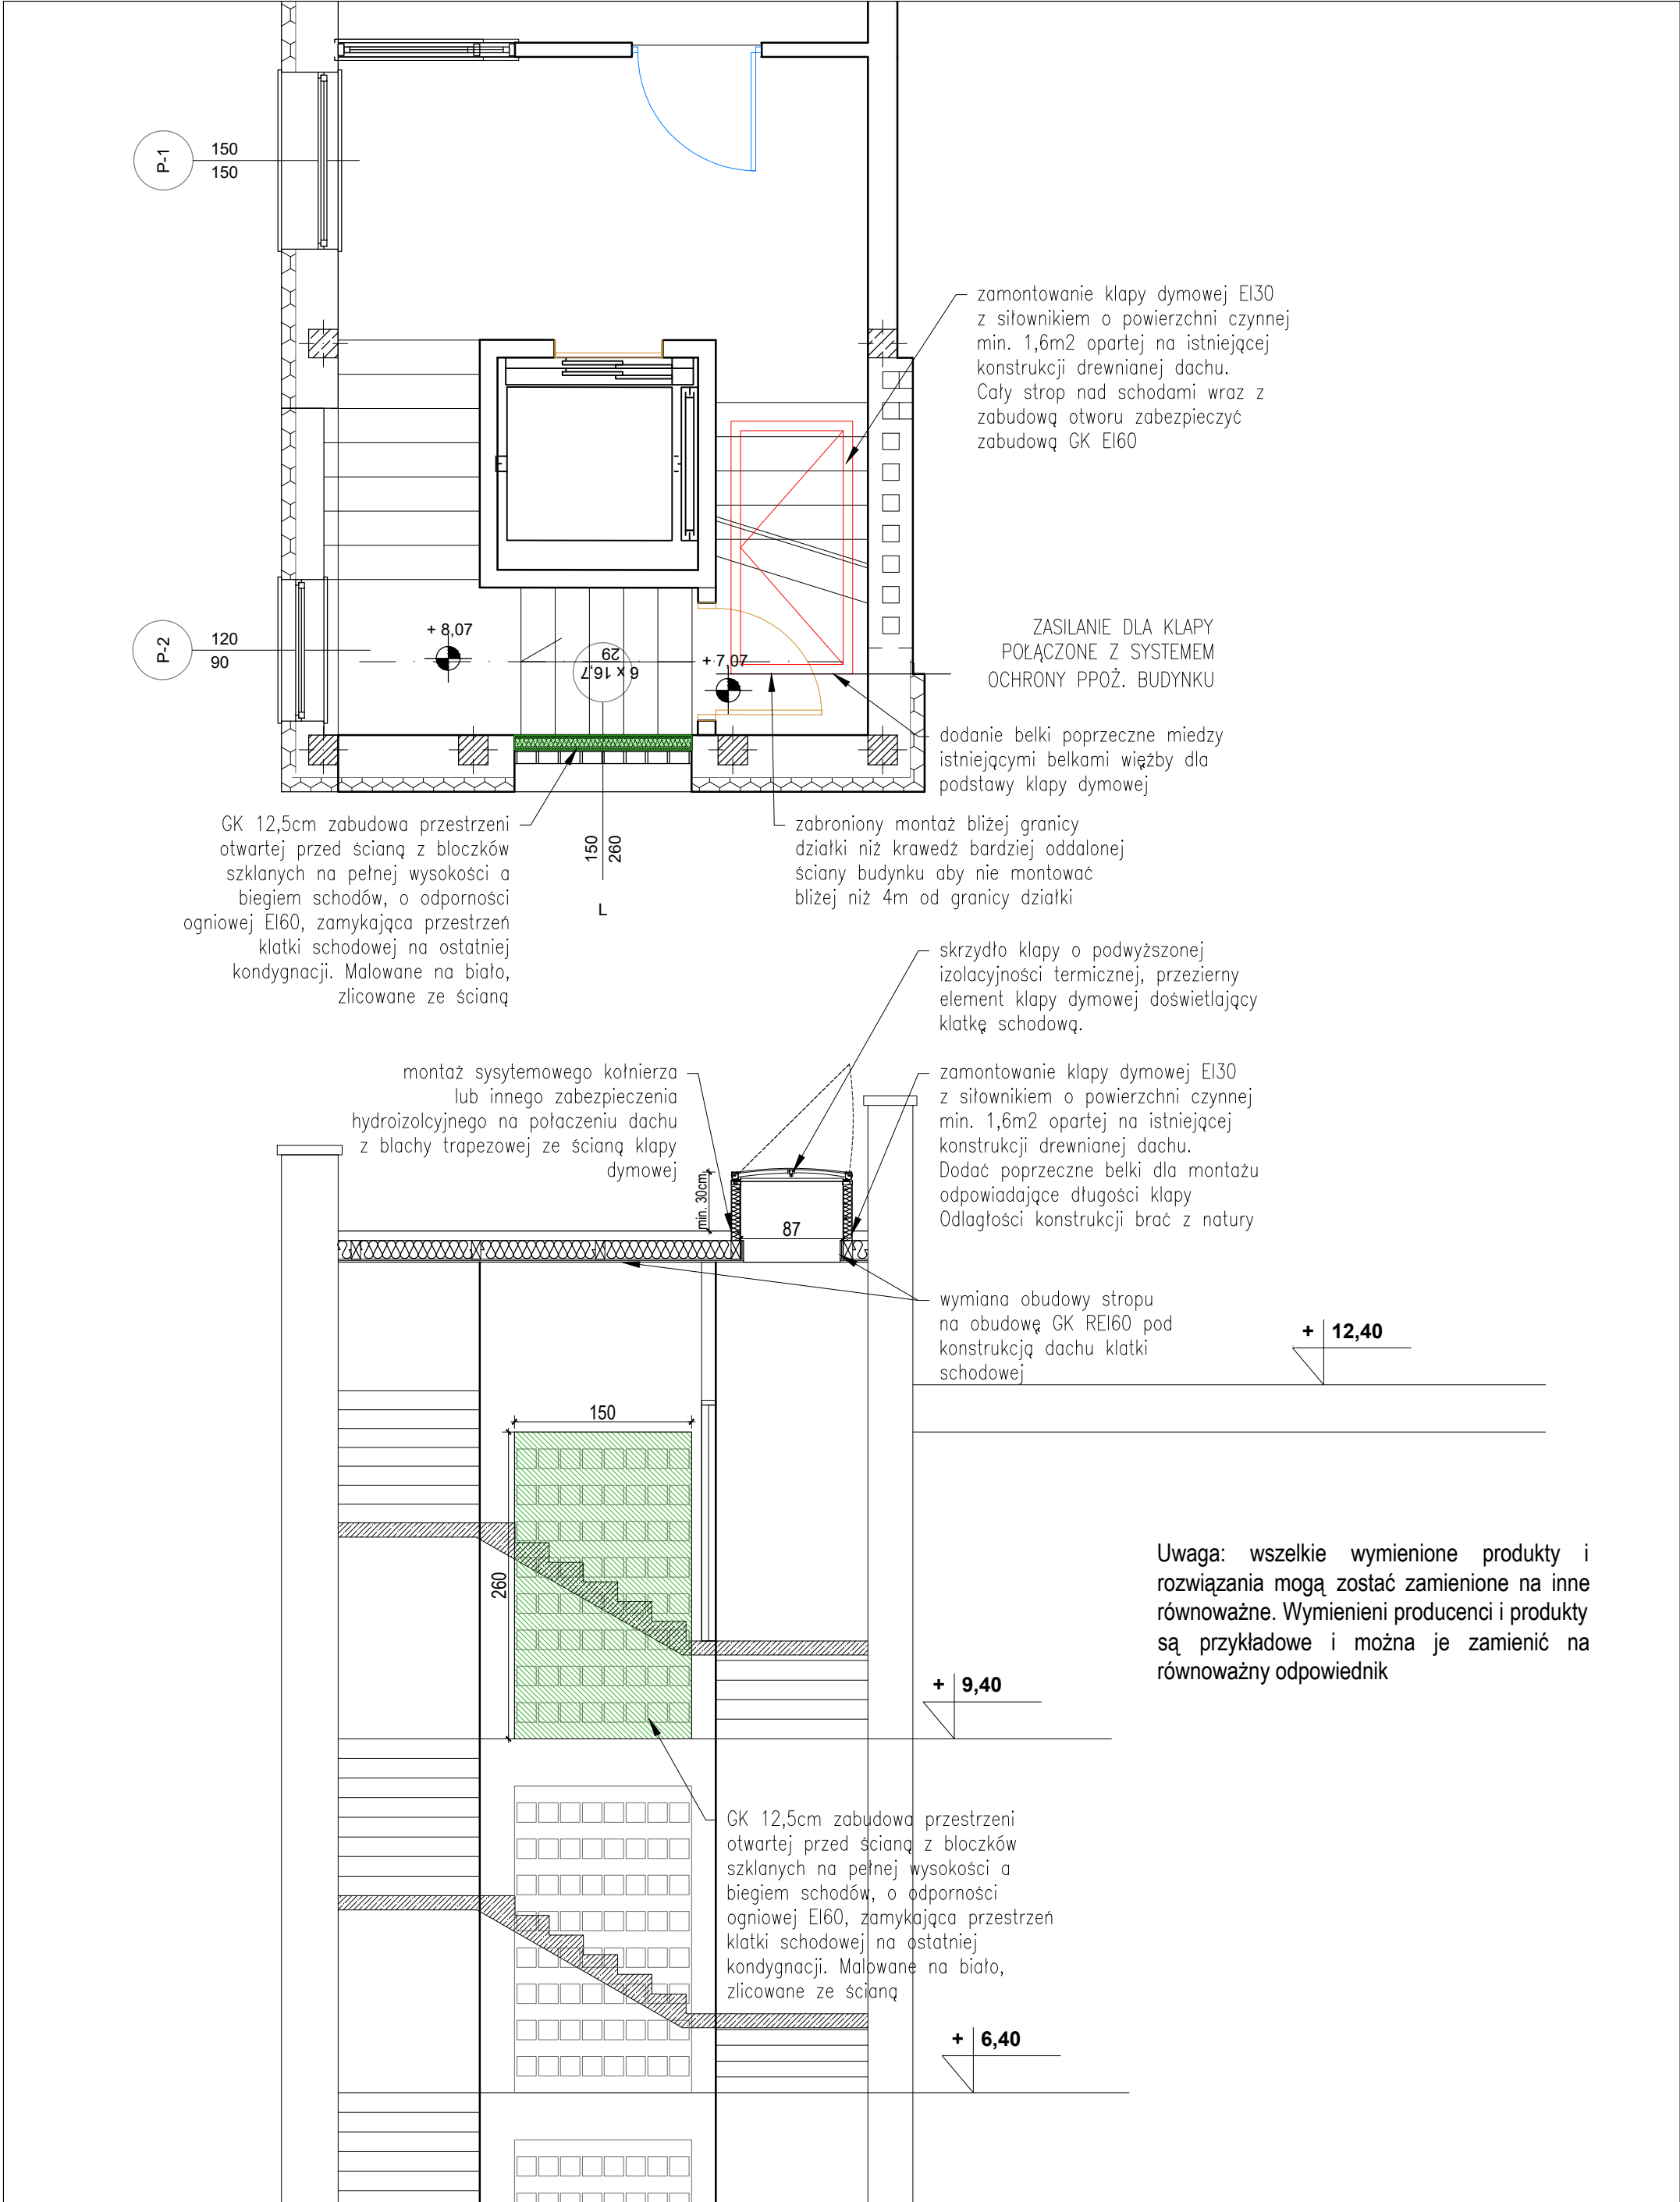 P-1
150
150
zamontowanie klapy dymowej EI30
z siłownikiem o powierzchni czynnej
min. 1,6m2 opartej na istniejącej
konstrukcji drewnianej dachu.
Cały strop nad schodami wraz z
zabudową otworu zabezpieczyć
zabudową GK EI60
P-2
120
90
+ 8,07
6 x 16,7
29
+ 7,07
ZASILANIE DLA KLAPY
POŁĄCZONE Z SYSTEMEM
OCHRONY PPOŻ. BUDYNKU
dodanie belki poprzeczne miedzy
istniejącymi belkami więźby dla
podstawy klapy dymowej
GK 12,5cm zabudowa przestrzeni
otwartej przed ścianą z bloczków
szklanych na pełnej wysokości a
biegiem schodów, o odporności
ogniowej EI60, zamykająca przestrzeń
klatki schodowej na ostatniej
kondygnacji. Malowane na biało,
zlicowane ze ścianą
150
260
L
zabroniony montaż bliżej granicy
działki niż krawedź bardziej oddalonej
ściany budynku aby nie montować
bliżej niż 4m od granicy działki
skrzydło klapy o podwyższonej
izolacyjności termicznej, przezierny
element klapy dymowej doświetlający
klatkę schodową.
montaż sysytemowego kołnierza
lub innego zabezpieczenia
hydroizolcyjnego na połaczeniu dachu
z blachy trapezowej ze ścianą klapy
dymowej
zamontowanie klapy dymowej EI30
z siłownikiem o powierzchni czynnej
min. 1,6m2 opartej na istniejącej
konstrukcji drewnianej dachu.
Dodać poprzeczne belki dla montażu
odpowiadające długości klapy
Odlagłości konstrukcji brać z natury
min. 30cm
87
wymiana obudowy stropu
na obudowę GK REI60 pod
konstrukcją dachu klatki
schodowej
+ 12,40
150
260
Uwaga: wszelkie wymienione produkty i
rozwiązania mogą zostać zamienione na inne
równoważne. Wymienieni producenci i produkty
są przykładowe i można je zamienić na
równoważny odpowiednik
+ 9,40
GK 12,5cm zabudowa przestrzeni
otwartej przed ścianą z bloczków
szklanych na pełnej wysokości a
biegiem schodów, o odporności
ogniowej EI60, zamykająca przestrzeń
klatki schodowej na ostatniej
kondygnacji. Malowane na biało,
zlicowane ze ścianą
+ 6,40